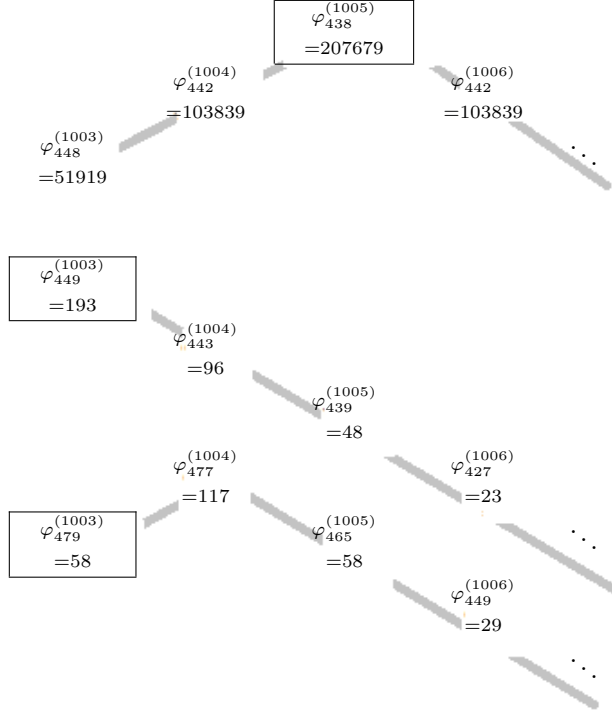 φ_{438}^{(1005)}
=207679
φ_{442}^{(1004)}
=103839
φ_{442}^{(1006)}
=103839
φ_{448}^{(1003)}
=51919
⋱
φ_{449}^{(1003)}
=193
φ_{443}^{(1004)}
=96
φ_{439}^{(1005)}
=48
φ_{477}^{(1004)}
=117
φ_{427}^{(1006)}
=23
φ_{479}^{(1003)}
=58
φ_{465}^{(1005)}
=58
⋱
φ_{449}^{(1006)}
=29
⋱